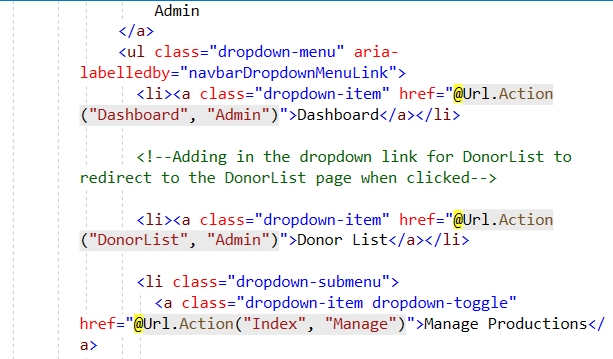 Admin
</a>
<ul class="dropdown-menu" aria-
labelledby="navbarDropdownMenuLink">
<li><a class="dropdown-item" href="@Url.Action
("Dashboard", "Admin")">Dashboard</a></li>
<!--Adding in the dropdown link for DonorList to
redirect to the DonorList page when clicked-->
<li><a class="dropdown-item" href="@Url.Action
("DonorList", "Admin")">Donor List</a></li>
<li class="dropdown-submenu">
<a class="dropdown-item dropdown-toggle"
href="@Url.Action("Index", "Manage")">Manage Productions</
a>